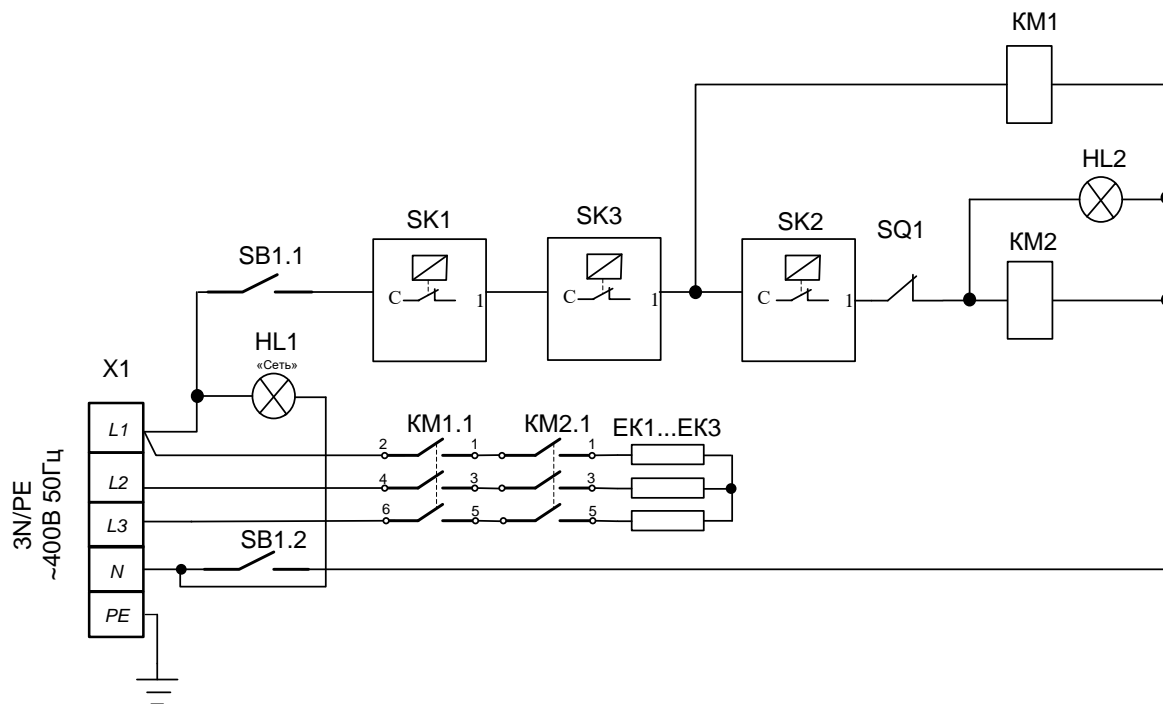 KM1
HL2
SK1
SK3
SK2
SQ1
KM2
SB1.1
C
1
C
1
C
1
HL1
«Сеть»
X1
KM1.1
KM2.1
EK1...EK3
L1
2
1
1
L2
4
3
3
L3
6
5
5
SB1.2
N
PE
3N/PE
~400В 50Гц